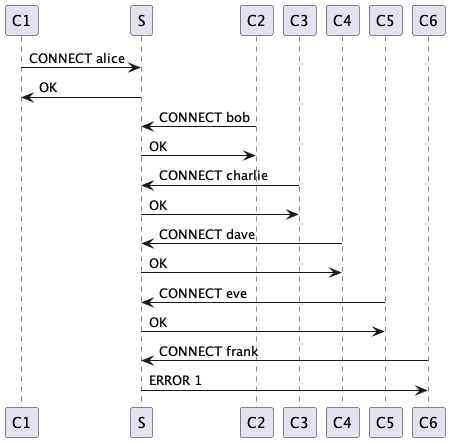 C1 S C2 C3 C4 C5 C6
CONNECT alice
OK
CONNECT bob
OK
CONNECT charlie
OK
CONNECT dave
OK
CONNECT eve
OK
CONNECT frank
ERROR 1
C1 S C2 C3 C4 C5 C6